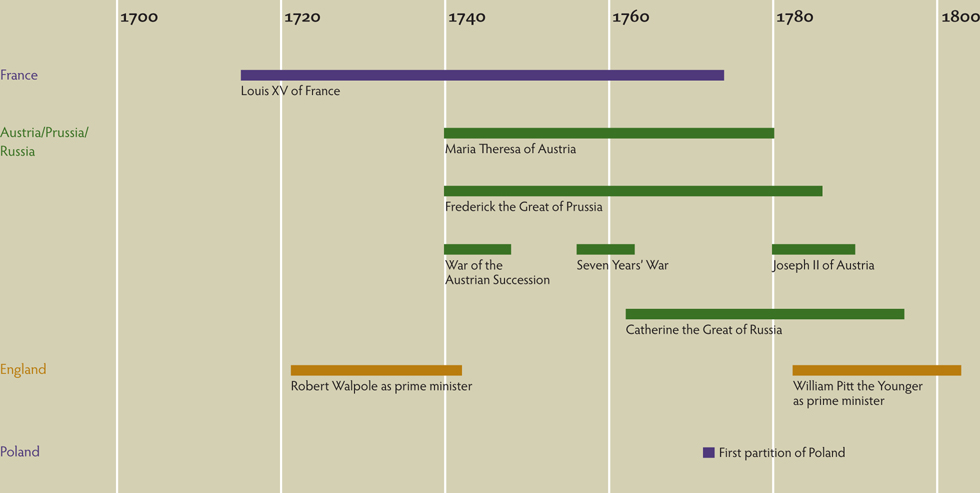 1700 1720 1740 1760 1780 1800
France
Louis XV of France
Austria/Prussia/
Russia
Maria Theresa of Austria
Frederick the Great of Prussia
War of the
Austrian Succession
Seven Years' War
Joseph II of Austria
Catherine the Great of Russia
England
Robert Walpole as prime minister
William Pitt the Younger
as prime minister
Poland
First partition of Poland